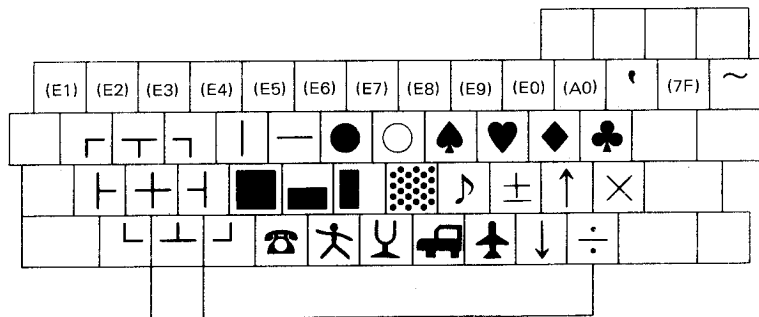 (E1) (E2) (E3) (E4) (E5) (E6) (E7) (E8) (E9) (E0) (A0) ❜ (7F) ~
┌ ┬ ┐ │ ─ ● ○ ♠ ♥ ♦ ♣
├ ┼ ┤ ■ ▄ ▌ ▒ ♪ ± ↑ ×
└ ┴ ┘ ☎ ↓ ÷